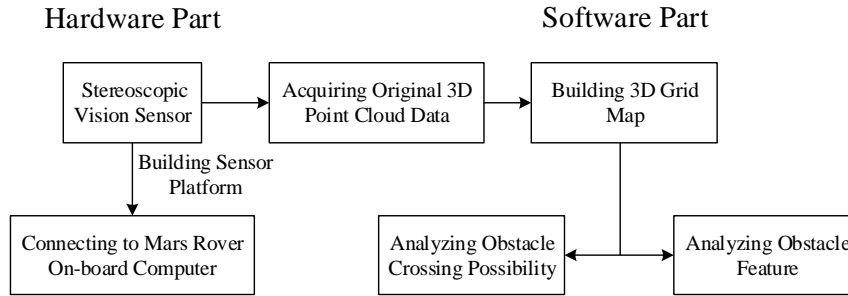 Hardware Part
Software Part
Stereoscopic
Vision Sensor
Acquiring Original 3D
Point Cloud Data
Building 3D Grid
Map
Building Sensor
Platform
Connecting to Mars Rover
On-board Computer
Analyzing Obstacle
Crossing Possibility
Analyzing Obstacle
Feature